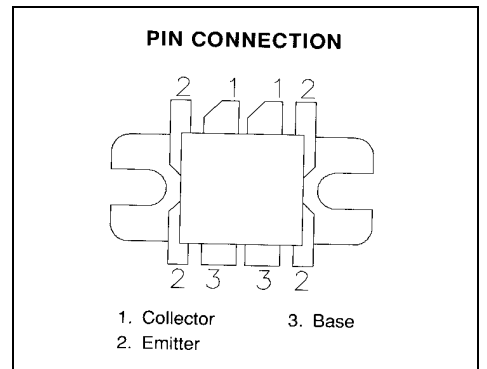 PIN CONNECTION
2 1 1 2
2 3 3 2
1. Collector 3. Base
2. Emitter